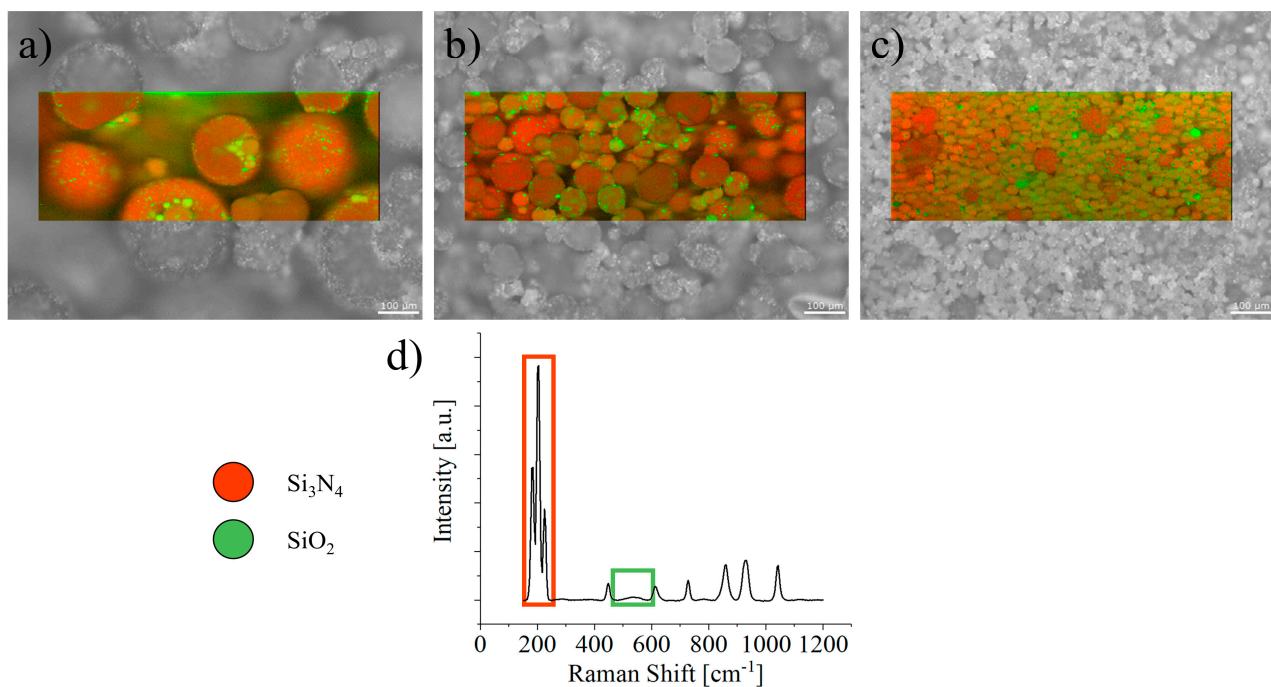 a)
b)
c)
100 µm
100 µm
100 µm
d)
Si₃N₄
SiO₂
Intensity [a.u.]
0 200 400 600 800 1000 1200
Raman Shift [cm⁻¹]